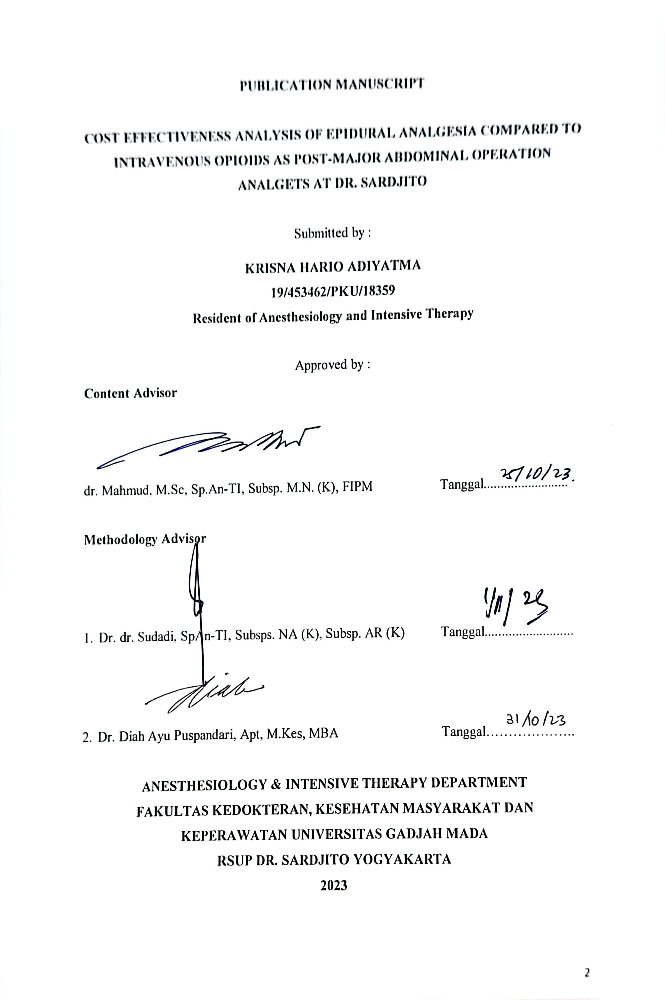 PUBLICATION MANUSCRIPT
COST EFFECTIVENESS ANALYSIS OF EPIDURAL ANALGESIA COMPARED TO
INTRAVENOUS OPIOIDS AS POST-MAJOR ABDOMINAL OPERATION
ANALGETS AT DR. SARDJITO
Submitted by :
KRISNA HARIO ADIYATMA
19/453462/PKU/18359
Resident of Anesthesiology and Intensive Therapy
Approved by :
Content Advisor
dr. Mahmud, M.Sc, Sp.An-TI, Subsp. M.N. (K), FIPM Tanggal......................... 25/10/23.
Methodology Advisor
1. Dr. dr. Sudadi, SpAn-TI, Subsps. NA (K), Subsp. AR (K) Tanggal..........................
2. Dr. Diah Ayu Puspandari, Apt, M.Kes, MBA Tanggal..................... 31/10/23
ANESTHESIOLOGY & INTENSIVE THERAPY DEPARTMENT
FAKULTAS KEDOKTERAN, KESEHATAN MASYARAKAT DAN
KEPERAWATAN UNIVERSITAS GADJAH MADA
RSUP DR. SARDJITO YOGYAKARTA
2023
2